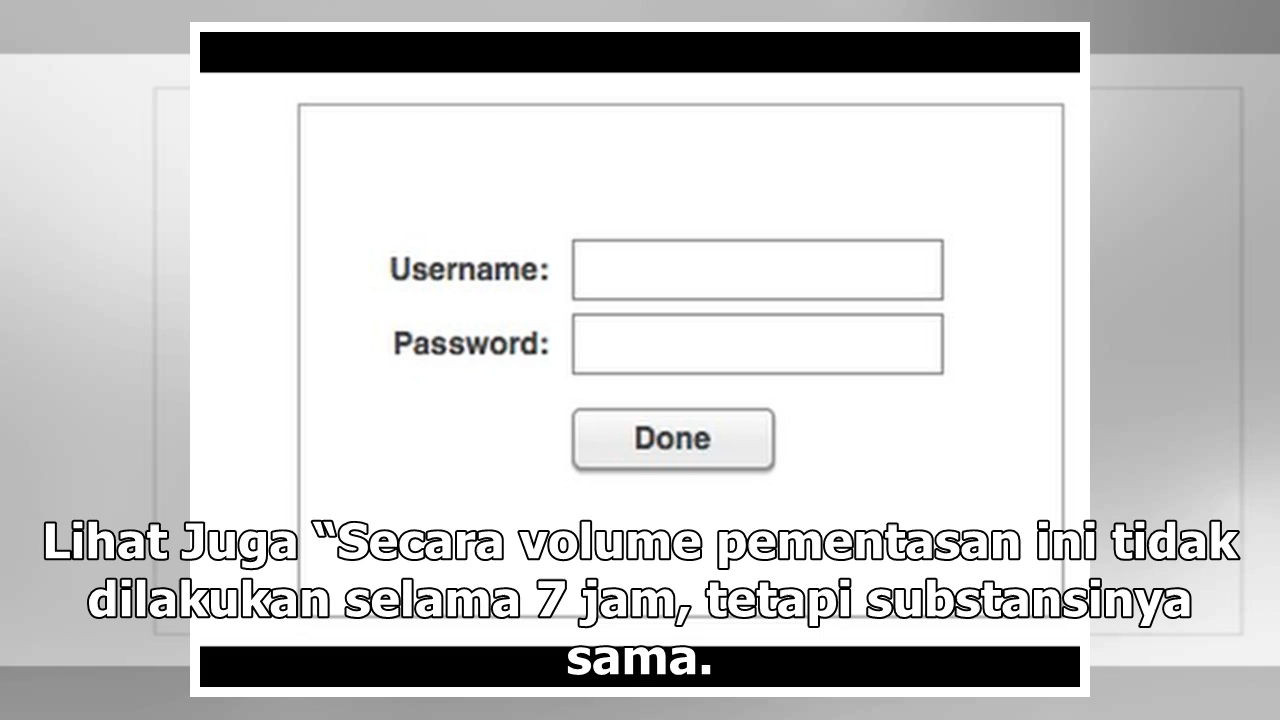 Username:
Password:
Done
Lihat Juga “Secara volume pementasan ini tidak
dilakukan selama 7 jam, tetapi substansinya
sama.